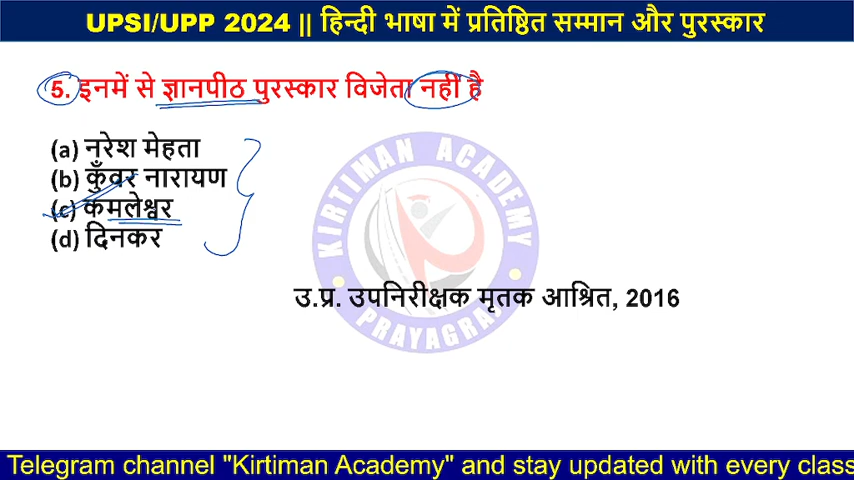 UPSI/UPP 2024 || हिन्दी भाषा में प्रतिष्ठित सम्मान और पुरस्कार
5. इनमें से ज्ञानपीठ पुरस्कार विजेता नहीं है
(a) नरेश मेहता
(b) कुँवर नारायण
(c) कमलेश्वर
(d) दिनकर
KIRTIMAN ACADEMY
उ.प्र. उपनिरीक्षक मृतक आश्रित, 2016
PRAYAGRAJ
Telegram channel "Kirtiman Academy" and stay updated with every class